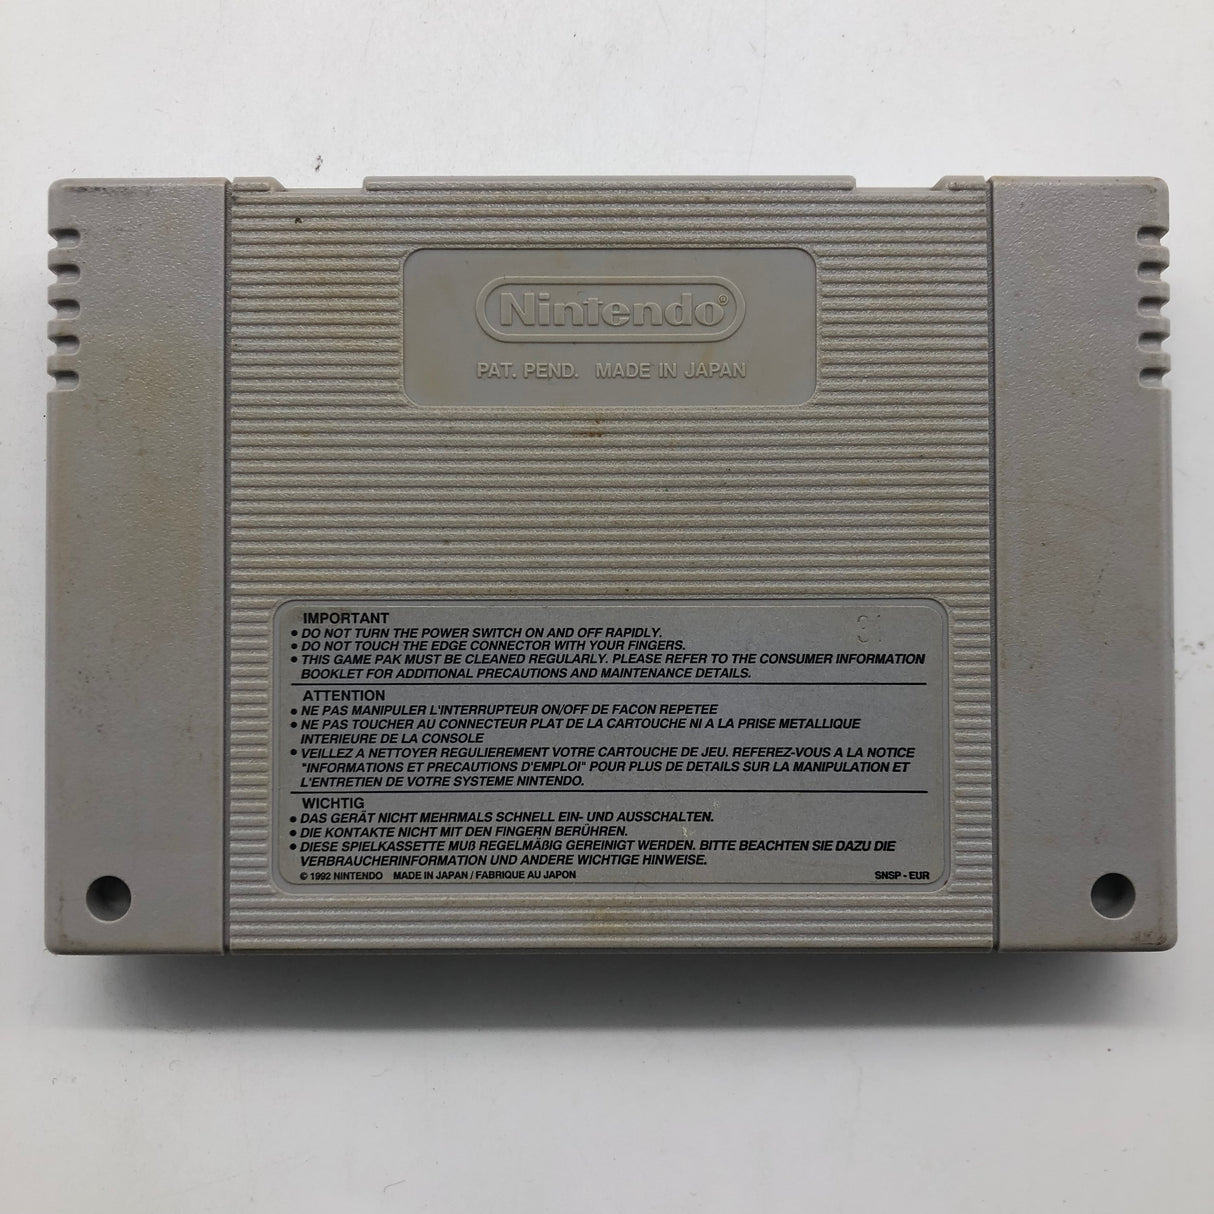 Nintendo®
PAT. PEND. MADE IN JAPAN
31
IMPORTANT
• DO NOT TURN THE POWER SWITCH ON AND OFF RAPIDLY.
• DO NOT TOUCH THE EDGE CONNECTOR WITH YOUR FINGERS.
• THIS GAME PAK MUST BE CLEANED REGULARLY. PLEASE REFER TO THE CONSUMER INFORMATION
BOOKLET FOR ADDITIONAL PRECAUTIONS AND MAINTENANCE DETAILS.
ATTENTION
• NE PAS MANIPULER L'INTERRUPTEUR ON/OFF DE FACON REPETEE
• NE PAS TOUCHER AU CONNECTEUR PLAT DE LA CARTOUCHE NI A LA PRISE METALLIQUE
INTERIEURE DE LA CONSOLE
• VEILLEZ A NETTOYER REGULIEREMENT VOTRE CARTOUCHE DE JEU. REFEREZ-VOUS A LA NOTICE
"INFORMATIONS ET PRECAUTIONS D'EMPLOI" POUR PLUS DE DETAILS SUR LA MANIPULATION ET
L'ENTRETIEN DE VOTRE SYSTEME NINTENDO.
WICHTIG
• DAS GERÄT NICHT MEHRMALS SCHNELL EIN- UND AUSSCHALTEN.
• DIE KONTAKTE NICHT MIT DEN FINGERN BERÜHREN.
• DIESE SPIELKASSETTE MUß REGELMÄßIG GEREINIGT WERDEN. BITTE BEACHTEN SIE DAZU DIE
VERBRAUCHERINFORMATION UND ANDERE WICHTIGE HINWEISE.
© 1992 NINTENDO MADE IN JAPAN / FABRIQUE AU JAPON SNSP - EUR